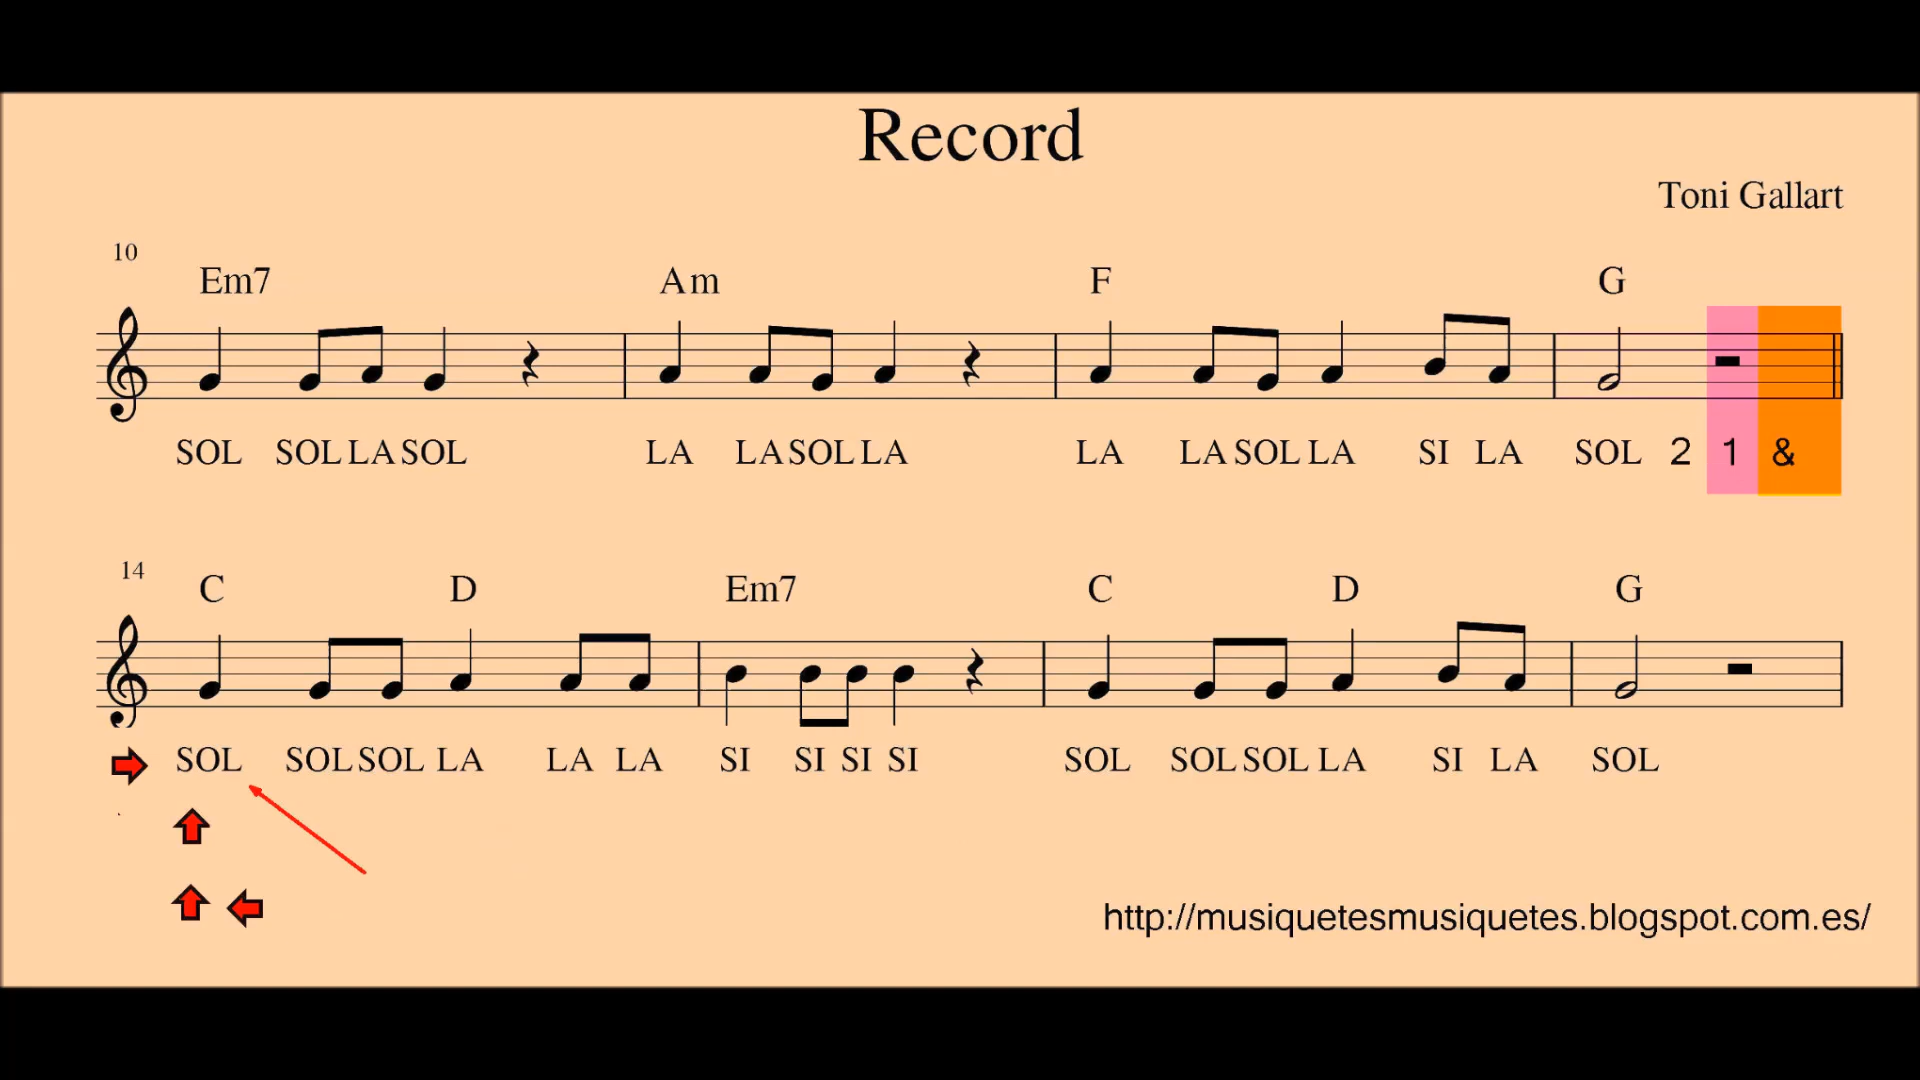 Record
Toni Gallart
10
Em7 Am F G
SOL SOL LA SOL LA LA SOL LA LA LA SOL LA SI LA SOL 2 1 &
14
C D Em7 C D G
SOL SOL SOL LA LA LA SI SI SI SI SOL SOL SOL LA SI LA SOL
http://musiquetesmusiquetes.blogspot.com.es/